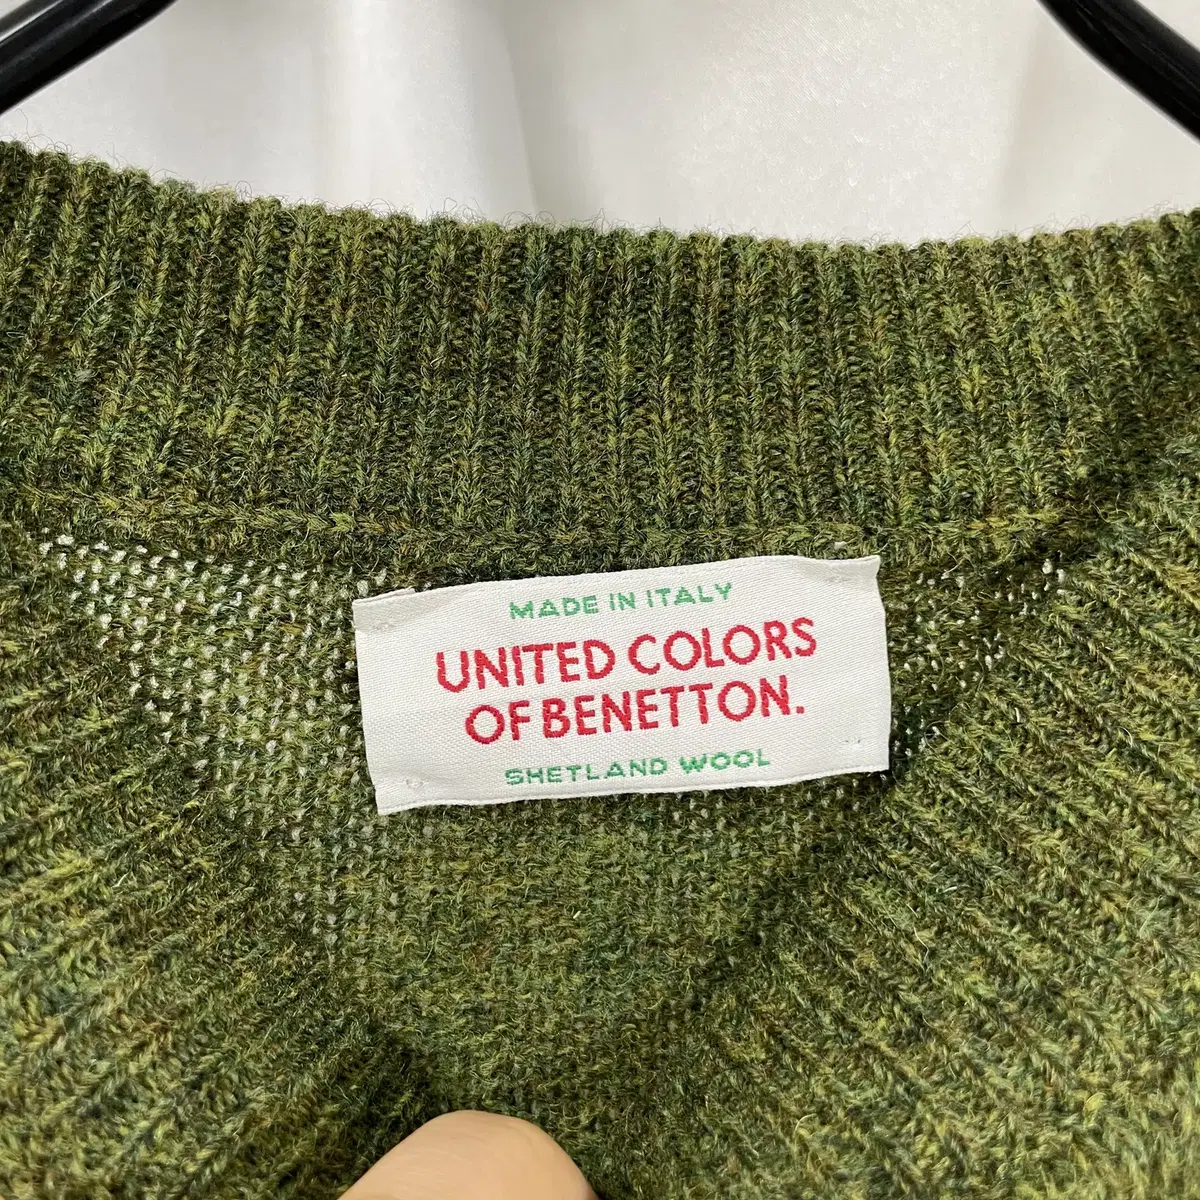 MADE IN ITALY
UNITED COLORS
OF BENETTON.
SHETLAND WOOL